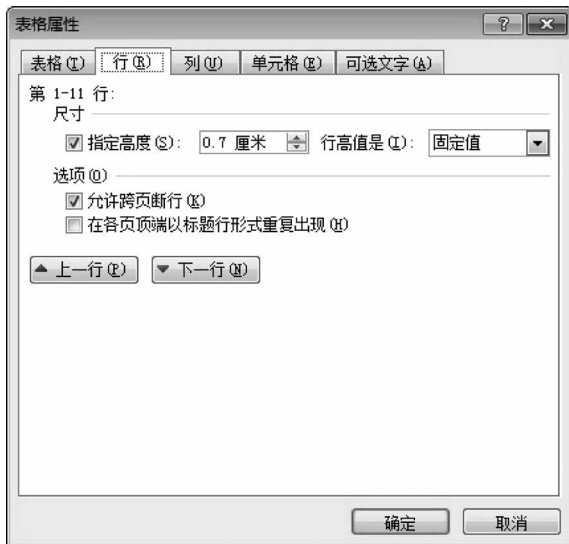 表格属性
表格(T) 行(R) 列(U) 单元格(E) 可选文字(A)
第 1-11 行:
尺寸
指定高度(S): 0.7 厘米 行高值是(I): 固定值
选项(O)
允许跨页断行(K)
在各页顶端以标题行形式重复出现(H)
上一行(P) 下一行(N)
确定 取消